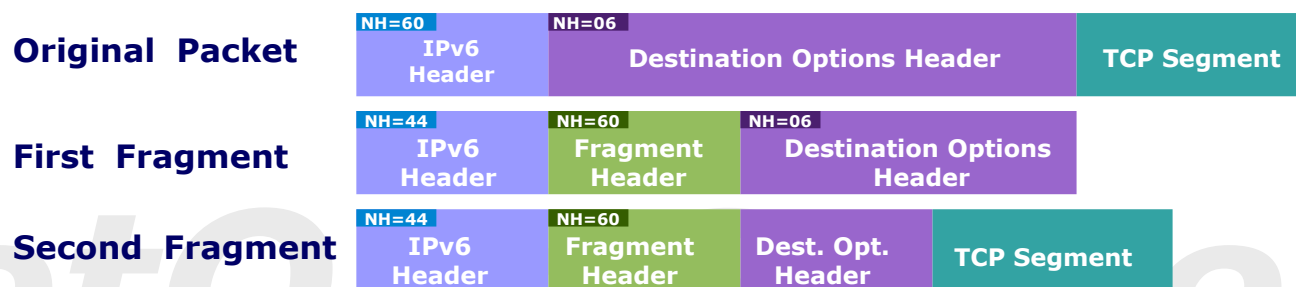 Original Packet
NH=60
IPv6
Header
NH=06
Destination Options Header
TCP Segment
First Fragment
NH=44
IPv6
Header
NH=60
Fragment
Header
NH=06
Destination Options
Header
Second Fragment
NH=44
IPv6
Header
NH=60
Fragment
Header
Dest. Opt.
Header
TCP Segment